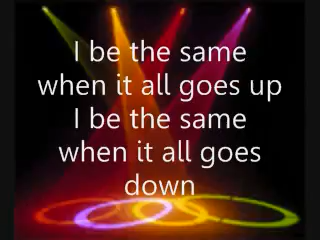 I be the same
when it all goes up
I be the same
when it all goes
down